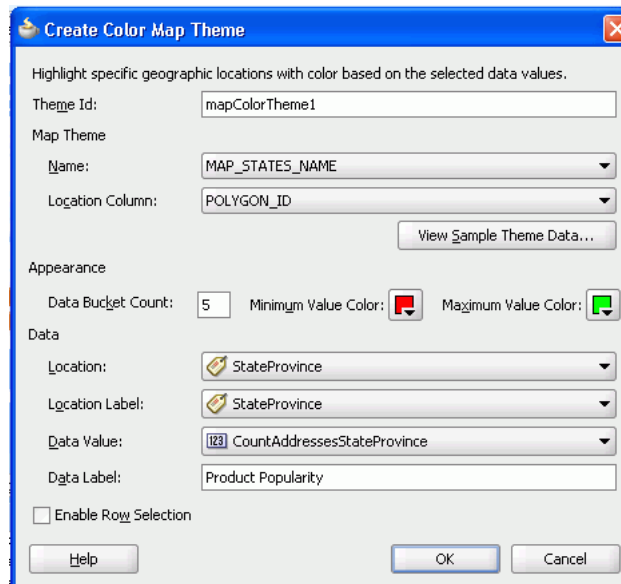 Create Color Map Theme
Highlight specific geographic locations with color based on the selected data values.
Theme Id: mapColorTheme1
Map Theme
Name: MAP_STATES_NAME
Location Column: POLYGON_ID
View Sample Theme Data...
Appearance
Data Bucket Count: 5 Minimum Value Color: Maximum Value Color:
Data
Location: StateProvince
Location Label: StateProvince
Data Value: 123 CountAddressesStateProvince
Data Label: Product Popularity
Enable Row Selection
Help OK Cancel